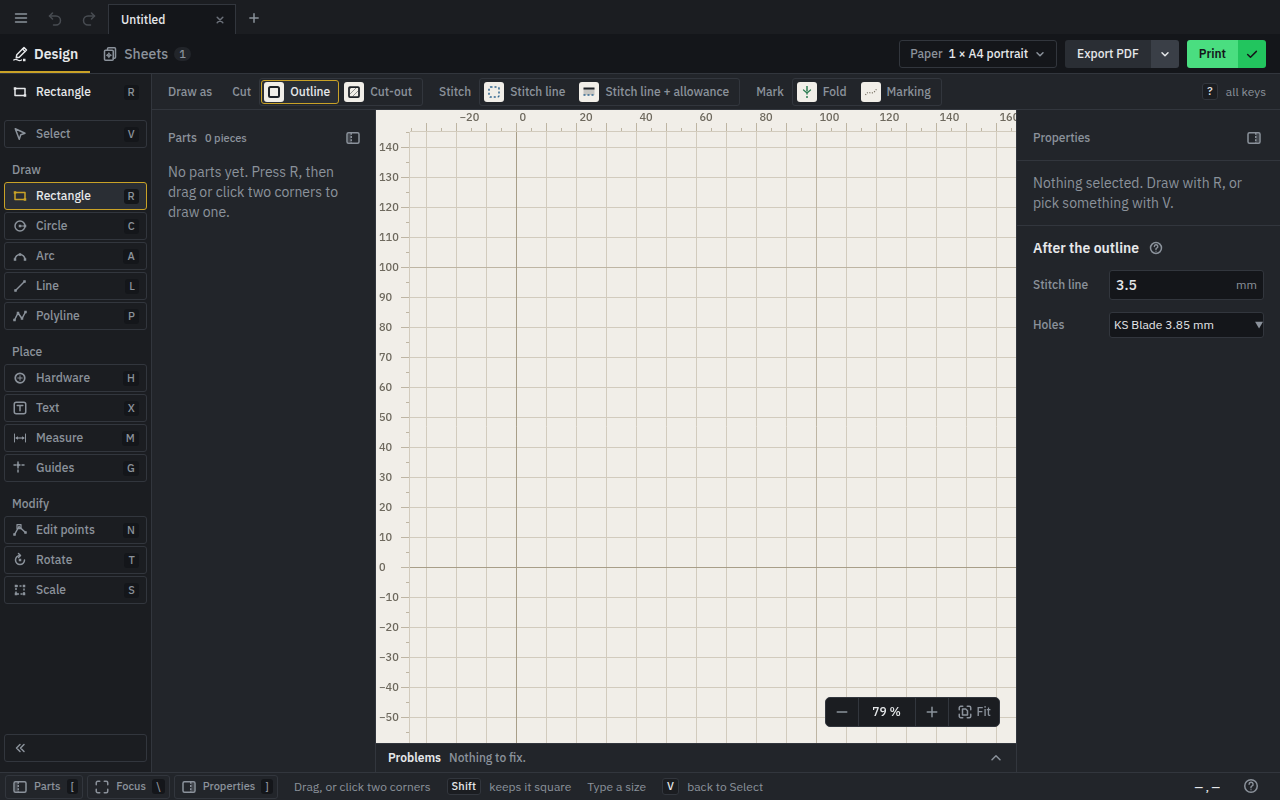 Untitled
Design
Sheets 1
Paper 1 × A4 portrait
Export PDF
Print
Rectangle R
Draw as
Cut
Outline
Cut-out
Stitch
Stitch line
Stitch line + allowance
Mark
Fold
Marking
? all keys
Select V
Draw
Rectangle R
Circle C
Arc A
Line L
Polyline P
Place
Hardware H
Text X
Measure M
Guides G
Modify
Edit points N
Rotate T
Scale S
Parts 0 pieces
No parts yet. Press R, then
drag or click two corners to
draw one.
−20 0 20 40 60 80 100 120 140 160
140
130
120
110
100
90
80
70
60
50
40
30
20
10
0
−10
−20
−30
−40
−50
79 %
Fit
Problems Nothing to fix.
Properties
Nothing selected. Draw with R, or
pick something with V.
After the outline
Stitch line 3.5 mm
Holes KS Blade 3.85 mm
Parts [
Focus \
Properties ]
Drag, or click two corners
Shift keeps it square
Type a size
V back to Select
–,–